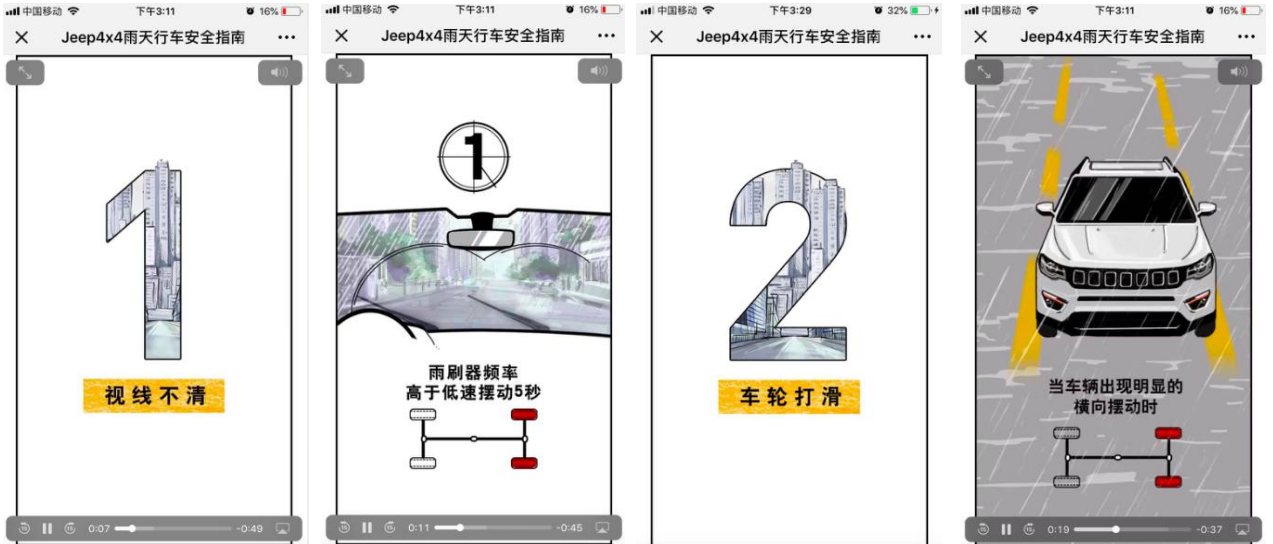 中国移动 下午3:11 16%
Jeep4x4雨天行车安全指南
1
视线不清
15 15 0:07 -0:49
中国移动 下午3:11 16%
Jeep4x4雨天行车安全指南
1
雨刷器频率
高于低速摆动5秒
15 15 0:11 -0:45
中国移动 下午3:29 32%
Jeep4x4雨天行车安全指南
2
车轮打滑
中国移动 下午3:11 16%
Jeep4x4雨天行车安全指南
当车辆出现明显的
横向摆动时
15 15 0:19 -0:37